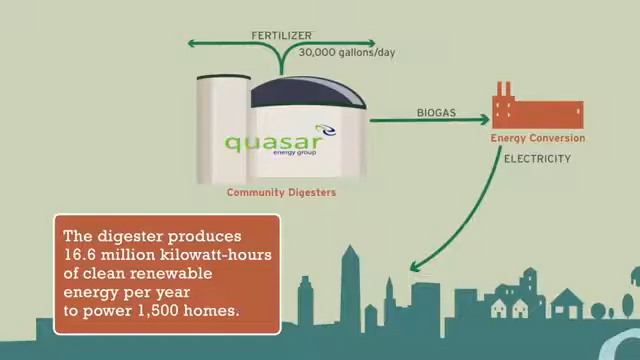 FERTILIZER
30,000 gallons/day
BIOGAS
quasar
energy group
Energy Conversion
ELECTRICITY
Community Digesters
The digester produces
16.6 million kilowatt-hours
of clean renewable
energy per year
to power 1,500 homes.